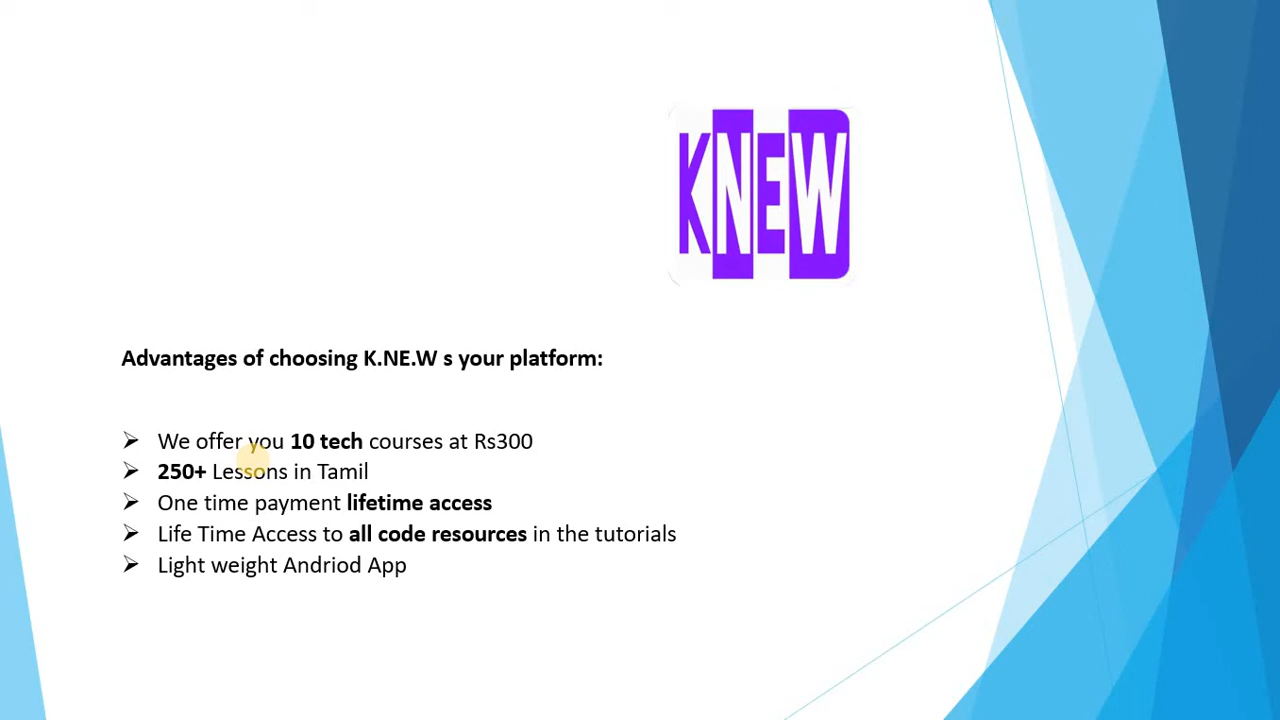 KNEW
Advantages of choosing K.NE.W s your platform:
We offer you 10 tech courses at Rs300
250+ Lessons in Tamil
One time payment lifetime access
Life Time Access to all code resources in the tutorials
Light weight Andriod App